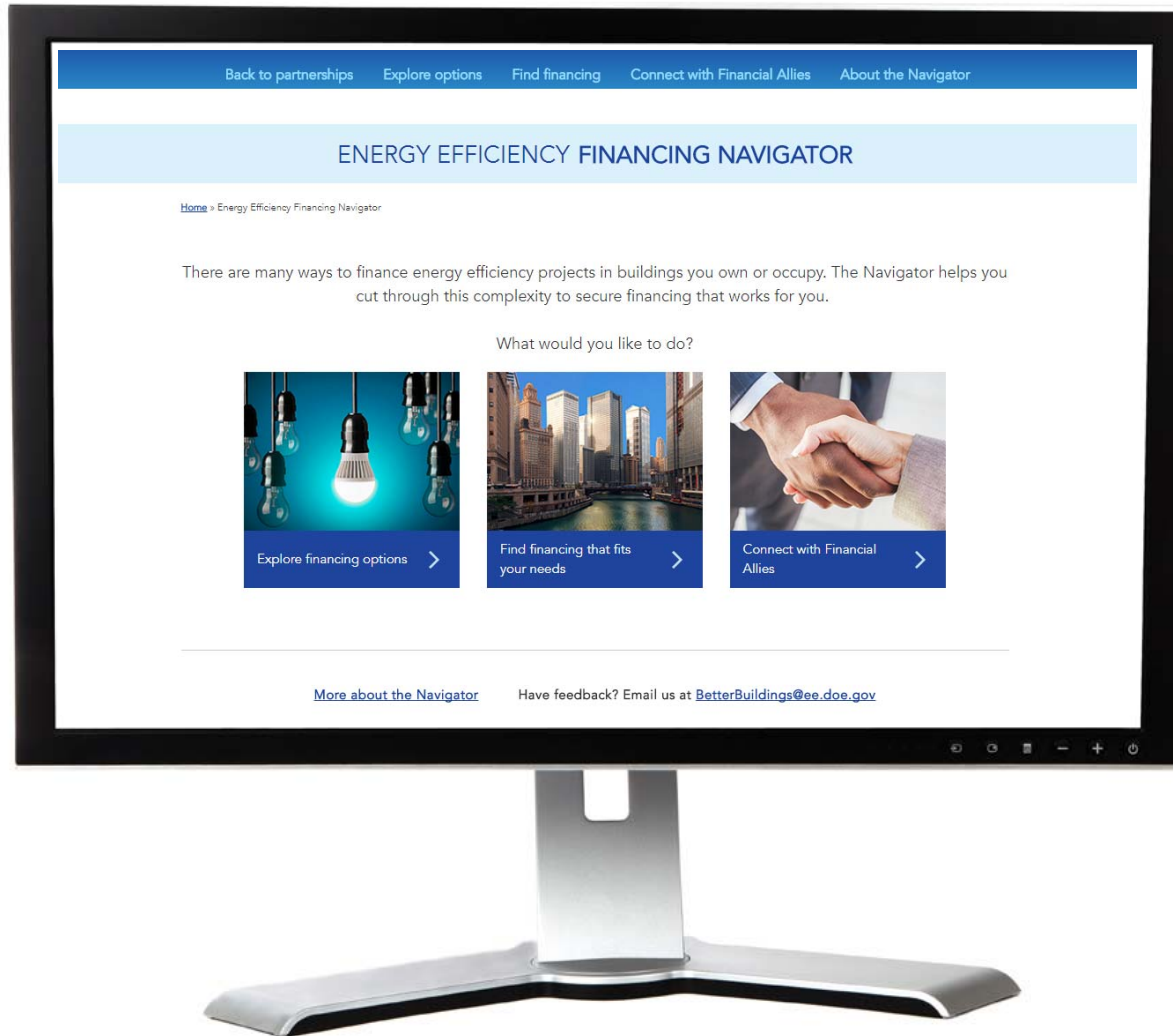 Back to partnerships Explore options Find financing Connect with Financial Allies About the Navigator
ENERGY EFFICIENCY FINANCING NAVIGATOR
Home » Energy Efficiency Financing Navigator
There are many ways to finance energy efficiency projects in buildings you own or occupy. The Navigator helps you
cut through this complexity to secure financing that works for you.
What would you like to do?
Explore financing options
Find financing that fits
your needs
Connect with Financial
Allies
More about the Navigator Have feedback? Email us at BetterBuildings@ee.doe.gov